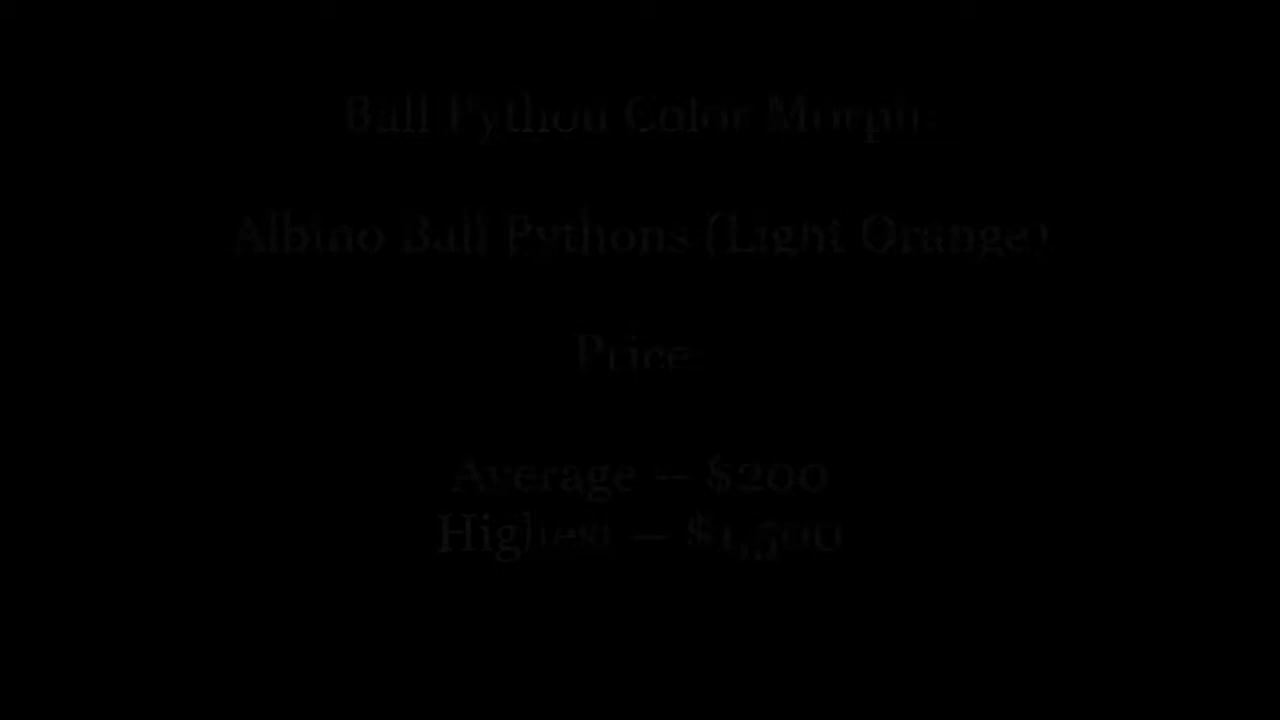 Ball Python Color Morph:
Albino Ball Pythons (Light Orange)
Price:
Average – $200
Highest – $1,500